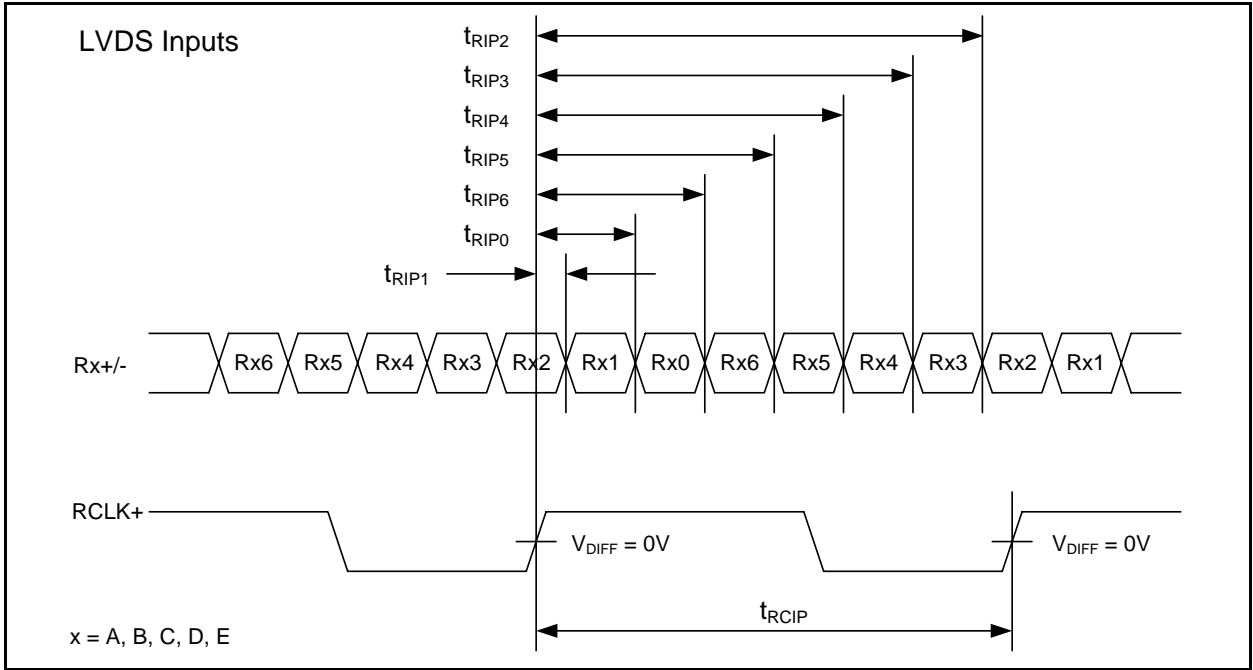 LVDS Inputs
tRIP2
tRIP3
tRIP4
tRIP5
tRIP6
tRIP0
tRIP1
Rx+/- Rx6 Rx5 Rx4 Rx3 Rx2 Rx1 Rx0 Rx6 Rx5 Rx4 Rx3 Rx2 Rx1
RCLK+
VDIFF = 0V VDIFF = 0V
tRCIP
x = A, B, C, D, E